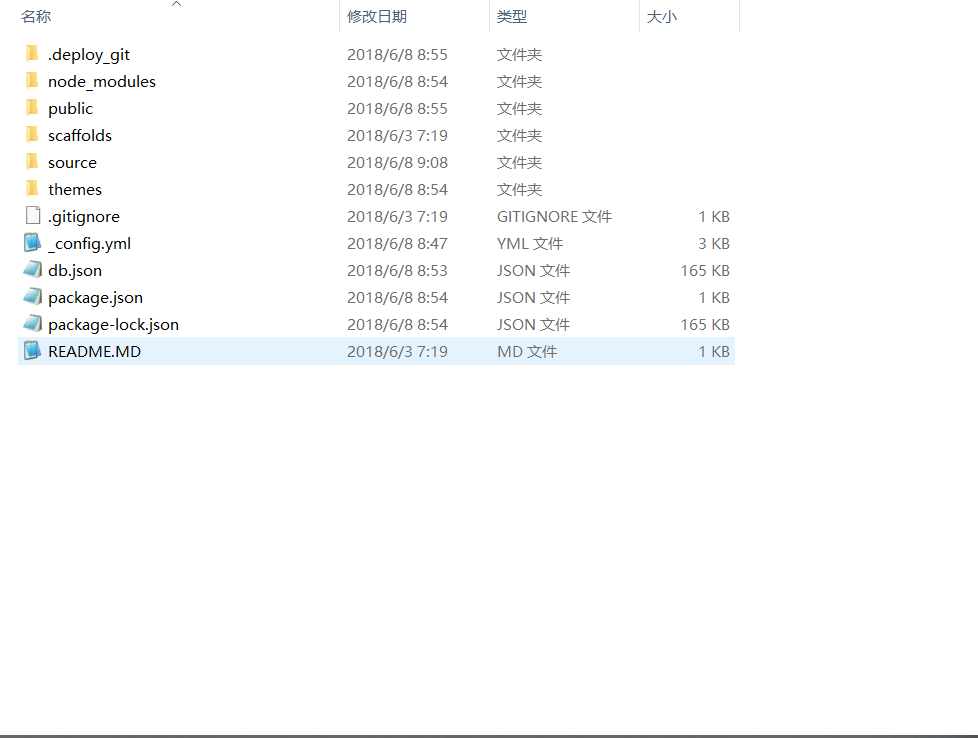 名称 修改日期 类型 大小
.deploy_git 2018/6/8 8:55 文件夹
node_modules 2018/6/8 8:54 文件夹
public 2018/6/8 8:55 文件夹
scaffolds 2018/6/3 7:19 文件夹
source 2018/6/8 9:08 文件夹
themes 2018/6/8 8:54 文件夹
.gitignore 2018/6/3 7:19 GITIGNORE 文件 1 KB
_config.yml 2018/6/8 8:47 YML 文件 3 KB
db.json 2018/6/8 8:53 JSON 文件 165 KB
package.json 2018/6/8 8:54 JSON 文件 1 KB
package-lock.json 2018/6/8 8:54 JSON 文件 165 KB
README.MD 2018/6/3 7:19 MD 文件 1 KB